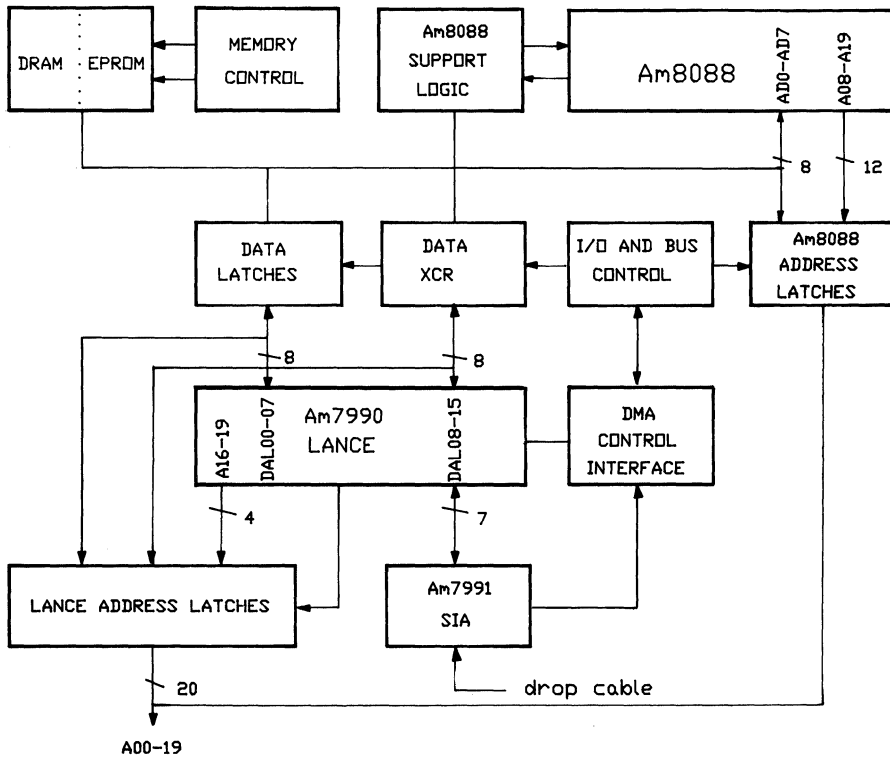 DRAM
EPROM
MEMORY
CONTROL
Am8088
SUPPORT
LOGIC
Am8088
AD0-AD7
A08-A19
8
12
DATA
LATCHES
DATA
XCR
I/O AND BUS
CONTROL
Am8088
ADDRESS
LATCHES
8
8
A16-19
DAL00-07
Am7990
LANCE
DAL08-15
DMA
CONTROL
INTERFACE
4
7
LANCE ADDRESS LATCHES
Am7991
SIA
20
drop cable
A00-19